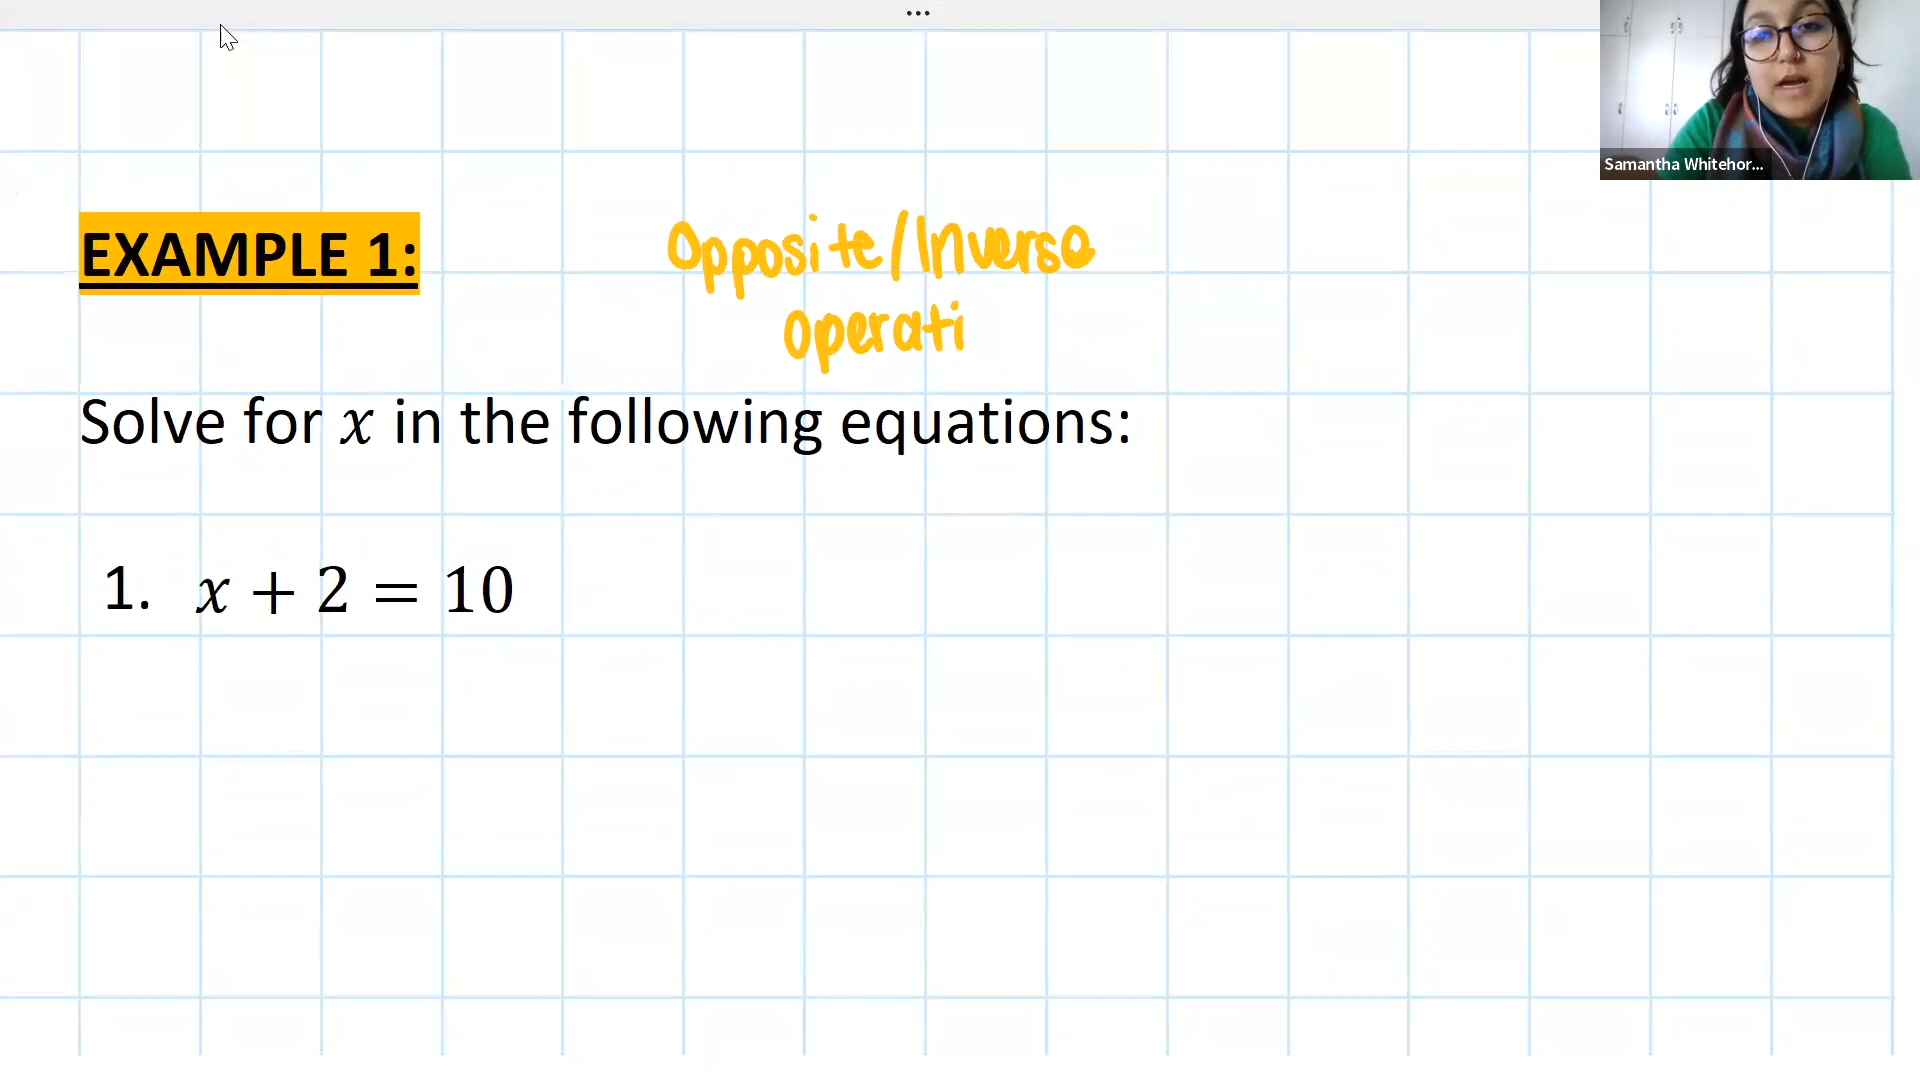 Samantha Whitehor...
EXAMPLE 1:
Opposite/Inverse
operati
Solve for x in the following equations:
1. x + 2 = 10